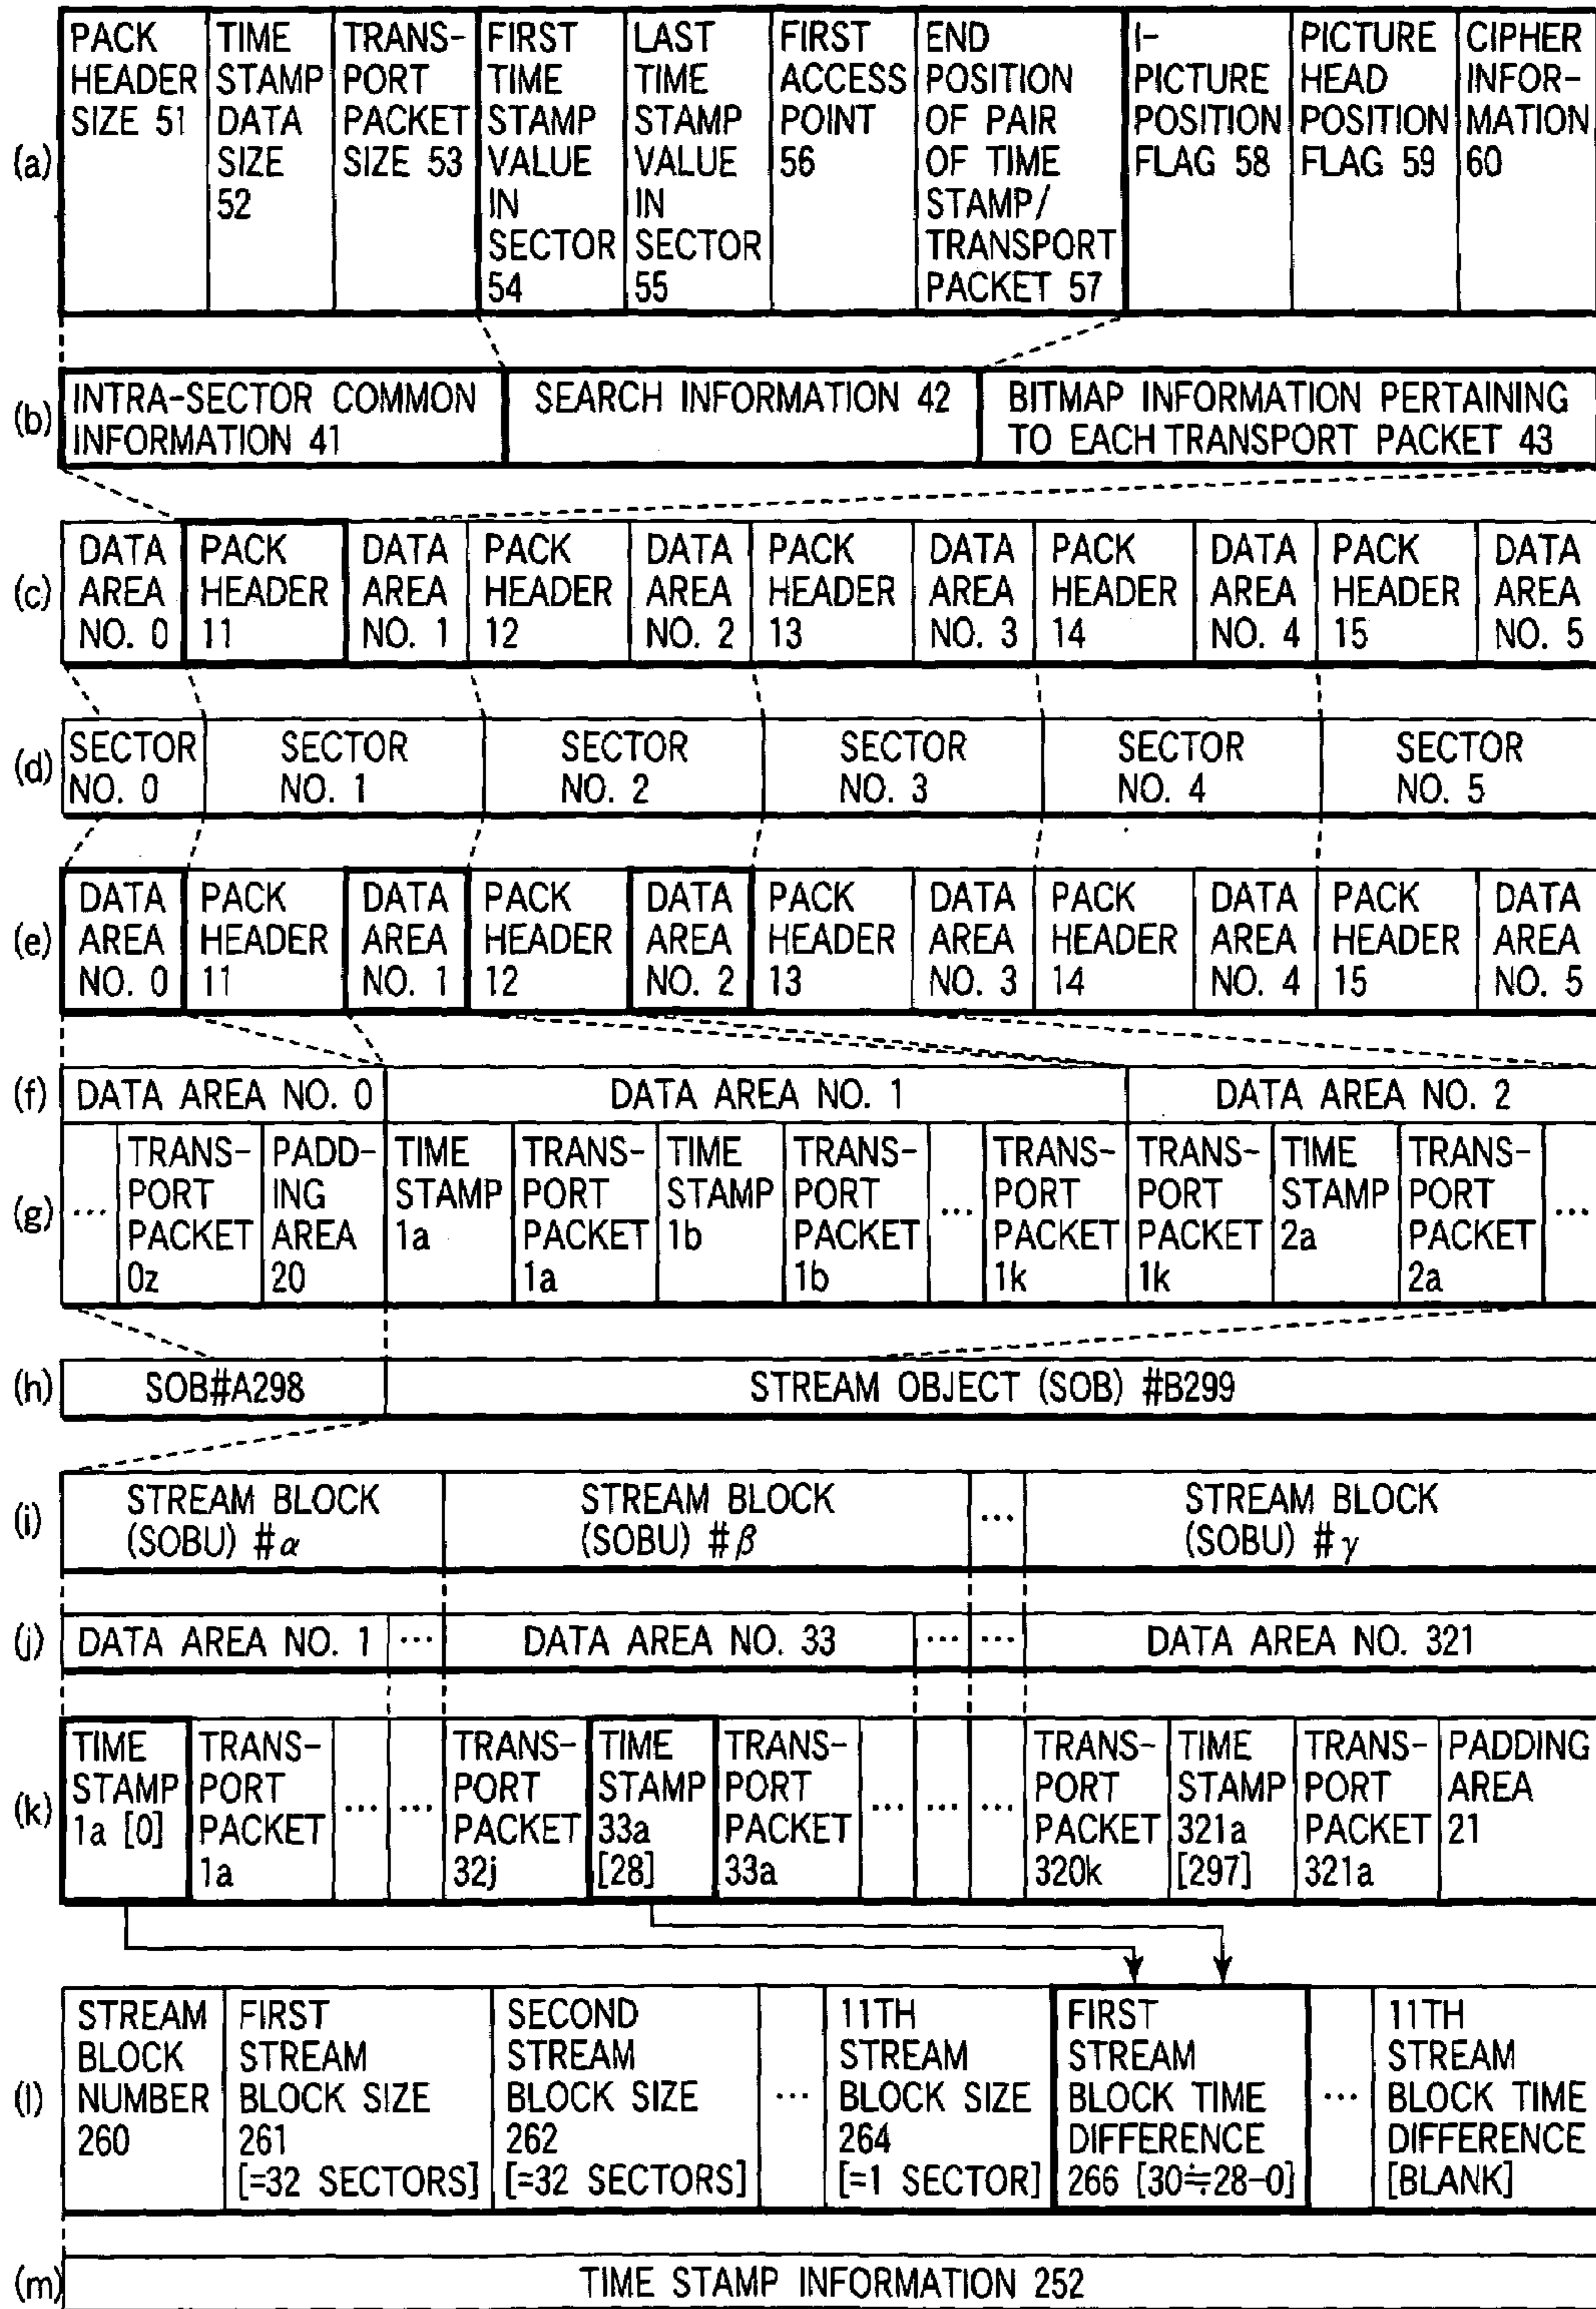 (a)
PACK
HEADER
SIZE 51
TIME
STAMP
DATA
SIZE
52
TRANS-
PORT
PACKET
SIZE 53
FIRST
TIME
STAMP
VALUE
IN
SECTOR
54
LAST
TIME
STAMP
VALUE
IN
SECTOR
55
FIRST
ACCESS
POINT
56
END
POSITION
OF PAIR
OF TIME
STAMP/
TRANSPORT
PACKET 57
I-
PICTURE
POSITION
FLAG 58
PICTURE
HEAD
POSITION
FLAG 59
CIPHER
INFOR-
MATION
60
(b)
INTRA-SECTOR COMMON
INFORMATION 41
SEARCH INFORMATION 42
BITMAP INFORMATION PERTAINING
TO EACH TRANSPORT PACKET 43
(c)
DATA
AREA
NO. 0
PACK
HEADER
11
DATA
AREA
NO. 1
PACK
HEADER
12
DATA
AREA
NO. 2
PACK
HEADER
13
DATA
AREA
NO. 3
PACK
HEADER
14
DATA
AREA
NO. 4
PACK
HEADER
15
DATA
AREA
NO. 5
(d)
SECTOR
NO. 0
SECTOR
NO. 1
SECTOR
NO. 2
SECTOR
NO. 3
SECTOR
NO. 4
SECTOR
NO. 5
(e)
DATA
AREA
NO. 0
PACK
HEADER
11
DATA
AREA
NO. 1
PACK
HEADER
12
DATA
AREA
NO. 2
PACK
HEADER
13
DATA
AREA
NO. 3
PACK
HEADER
14
DATA
AREA
NO. 4
PACK
HEADER
15
DATA
AREA
NO. 5
(f)
DATA AREA NO. 0
DATA AREA NO. 1
DATA AREA NO. 2
(g)
...
TRANS-
PORT
PACKET
0z
PADD-
ING
AREA
20
TIME
STAMP
1a
TRANS-
PORT
PACKET
1a
TIME
STAMP
1b
TRANS-
PORT
PACKET
1b
...
TRANS-
PORT
PACKET
1k
TRANS-
PORT
PACKET
1k
TIME
STAMP
2a
TRANS-
PORT
PACKET
2a
...
(h)
SOB#A298
STREAM OBJECT (SOB) #B299
(i)
STREAM BLOCK
(SOBU) #α
STREAM BLOCK
(SOBU) #β
...
STREAM BLOCK
(SOBU) #γ
(j)
DATA AREA NO. 1
...
DATA AREA NO. 33
...
...
DATA AREA NO. 321
(k)
TIME
STAMP
1a [0]
TRANS-
PORT
PACKET
1a
...
...
TRANS-
PORT
PACKET
32j
TIME
STAMP
33a
[28]
TRANS-
PORT
PACKET
33a
...
...
...
TRANS-
PORT
PACKET
320k
TIME
STAMP
321a
[297]
TRANS-
PORT
PACKET
321a
PADDING
AREA
21
(l)
STREAM
BLOCK
NUMBER
260
FIRST
STREAM
BLOCK SIZE
261
[=32 SECTORS]
SECOND
STREAM
BLOCK SIZE
262
[=32 SECTORS]
...
11TH
STREAM
BLOCK SIZE
264
[=1 SECTOR]
FIRST
STREAM
BLOCK TIME
DIFFERENCE
266 [30≒28-0]
...
11TH
STREAM
BLOCK TIME
DIFFERENCE
[BLANK]
(m)
TIME STAMP INFORMATION 252